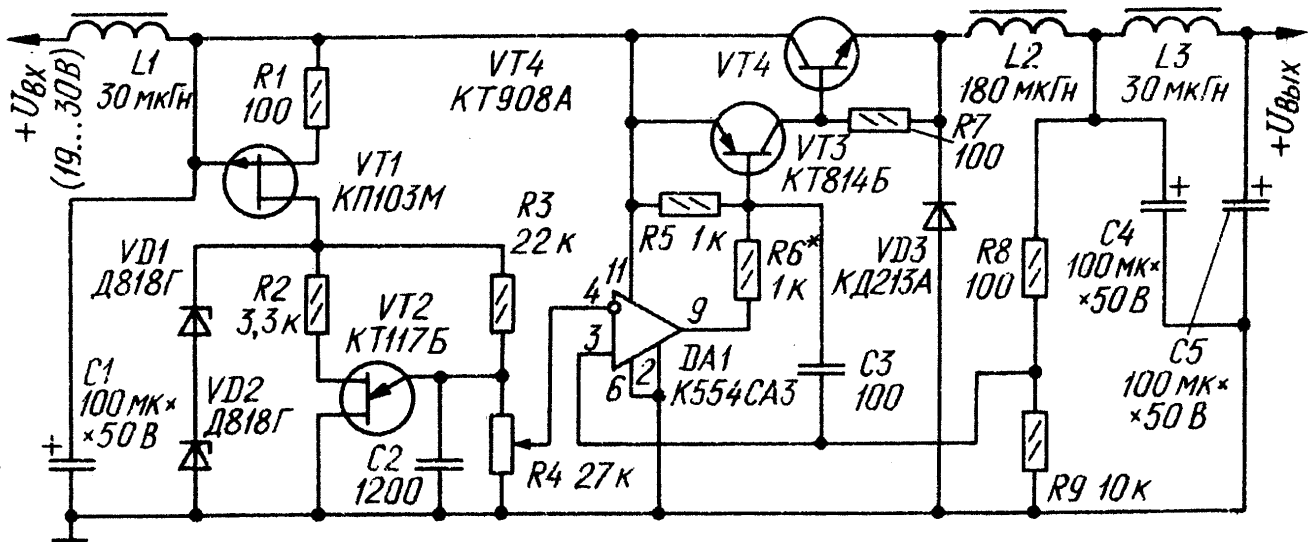 +Uвх
(19...30В)
L1
30 мкГн
R1
100
VT4
КТ908А
VT4
L2
180 мкГн
L3
30 мкГн
+Uвых
VT1
КП103М
VT3
КТ814Б
R7
100
R3
22 к
R5 1 к
R6*
1к
VD1
Д818Г
R2
3,3 к
VT2
КТ117Б
11
4
3
6
2
9
DA1
К554СА3
VD3
КД213А
R8
100
C4
100 мк×
×50 В
C5
100 мк×
×50 В
C1
100 мк×
×50 В
VD2
Д818Г
C2
1200
R4 27 к
C3
100
R9 10 к
+
+
+